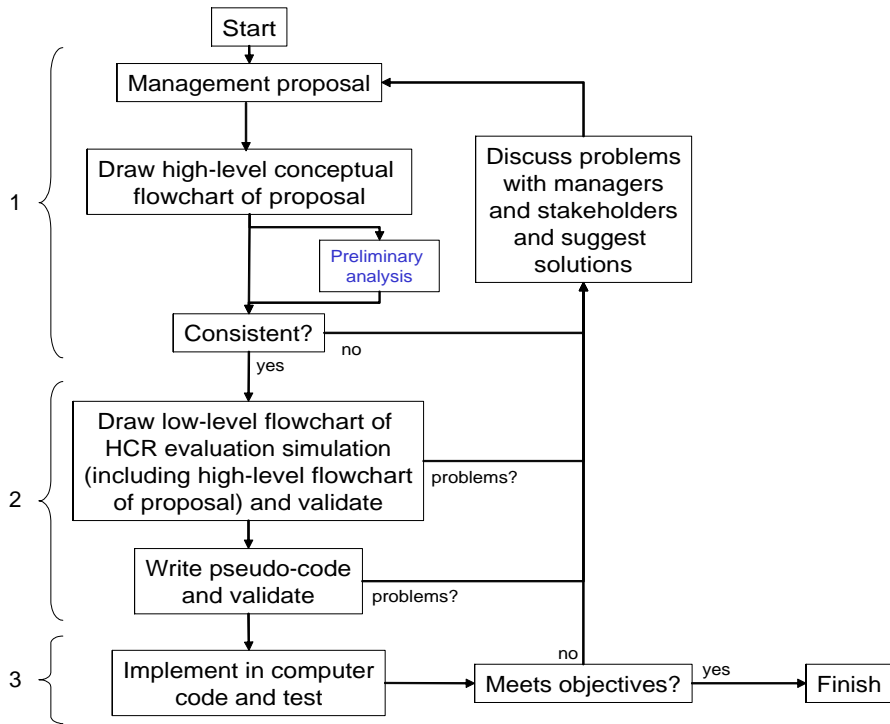 Start
Management proposal
Draw high-level conceptual
flowchart of proposal
1
Discuss problems
with managers
and stakeholders
and suggest
solutions
Preliminary
analysis
Consistent?
no
yes
Draw low-level flowchart of
HCR evaluation simulation
(including high-level flowchart
of proposal) and validate
problems?
2
Write pseudo-code
and validate
problems?
3
Implement in computer
code and test
no
Meets objectives?
yes
Finish